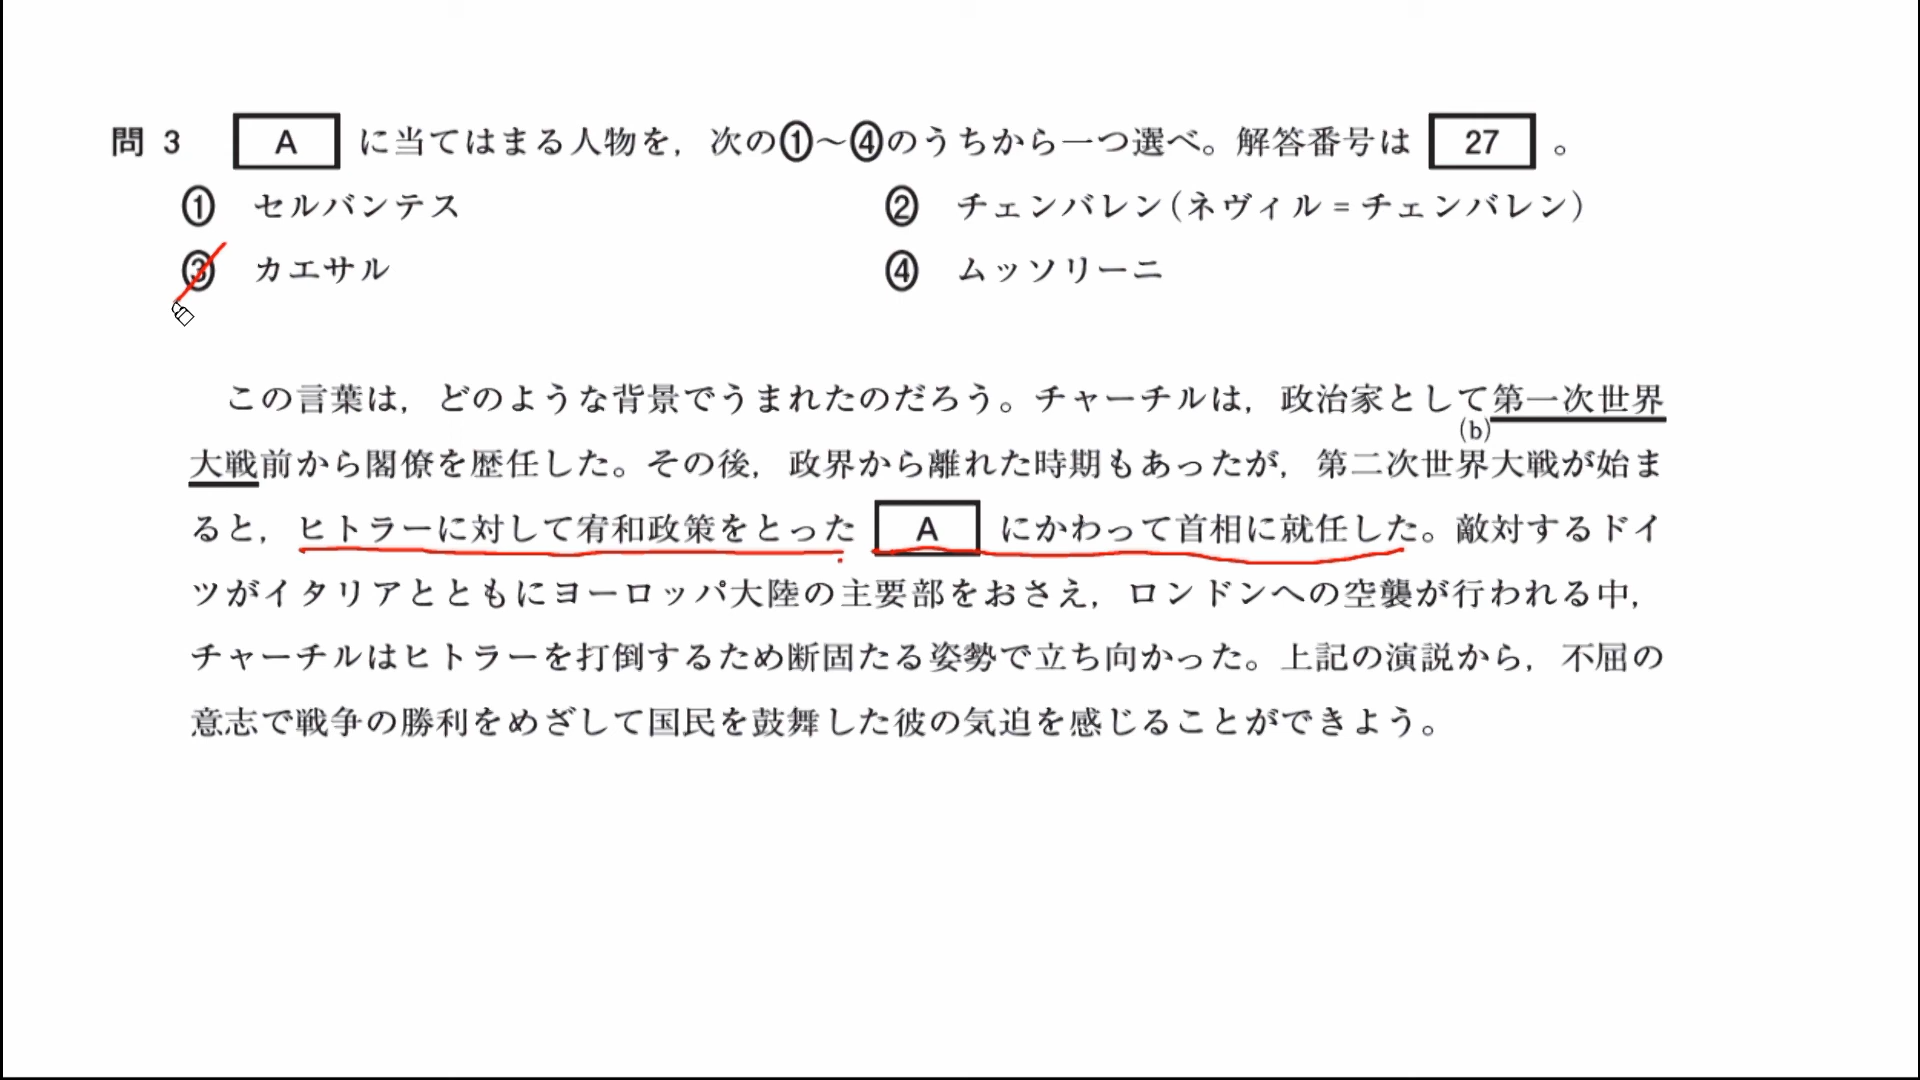 問 3 A に当てはまる人物を，次の①～④のうちから一つ選べ。解答番号は 27 。
① セルバンテス ② チェンバレン（ネヴィル＝チェンバレン）
③ カエサル ④ ムッソリーニ
この言葉は，どのような背景でうまれたのだろう。チャーチルは，政治家として第一次世界
(b)
大戦前から閣僚を歴任した。その後，政界から離れた時期もあったが，第二次世界大戦が始ま
ると，ヒトラーに対して宥和政策をとった A にかわって首相に就任した。敵対するドイ
ツがイタリアとともにヨーロッパ大陸の主要部をおさえ，ロンドンへの空襲が行われる中，
チャーチルはヒトラーを打倒するため断固たる姿勢で立ち向かった。上記の演説から，不屈の
意志で戦争の勝利をめざして国民を鼓舞した彼の気迫を感じることができよう。